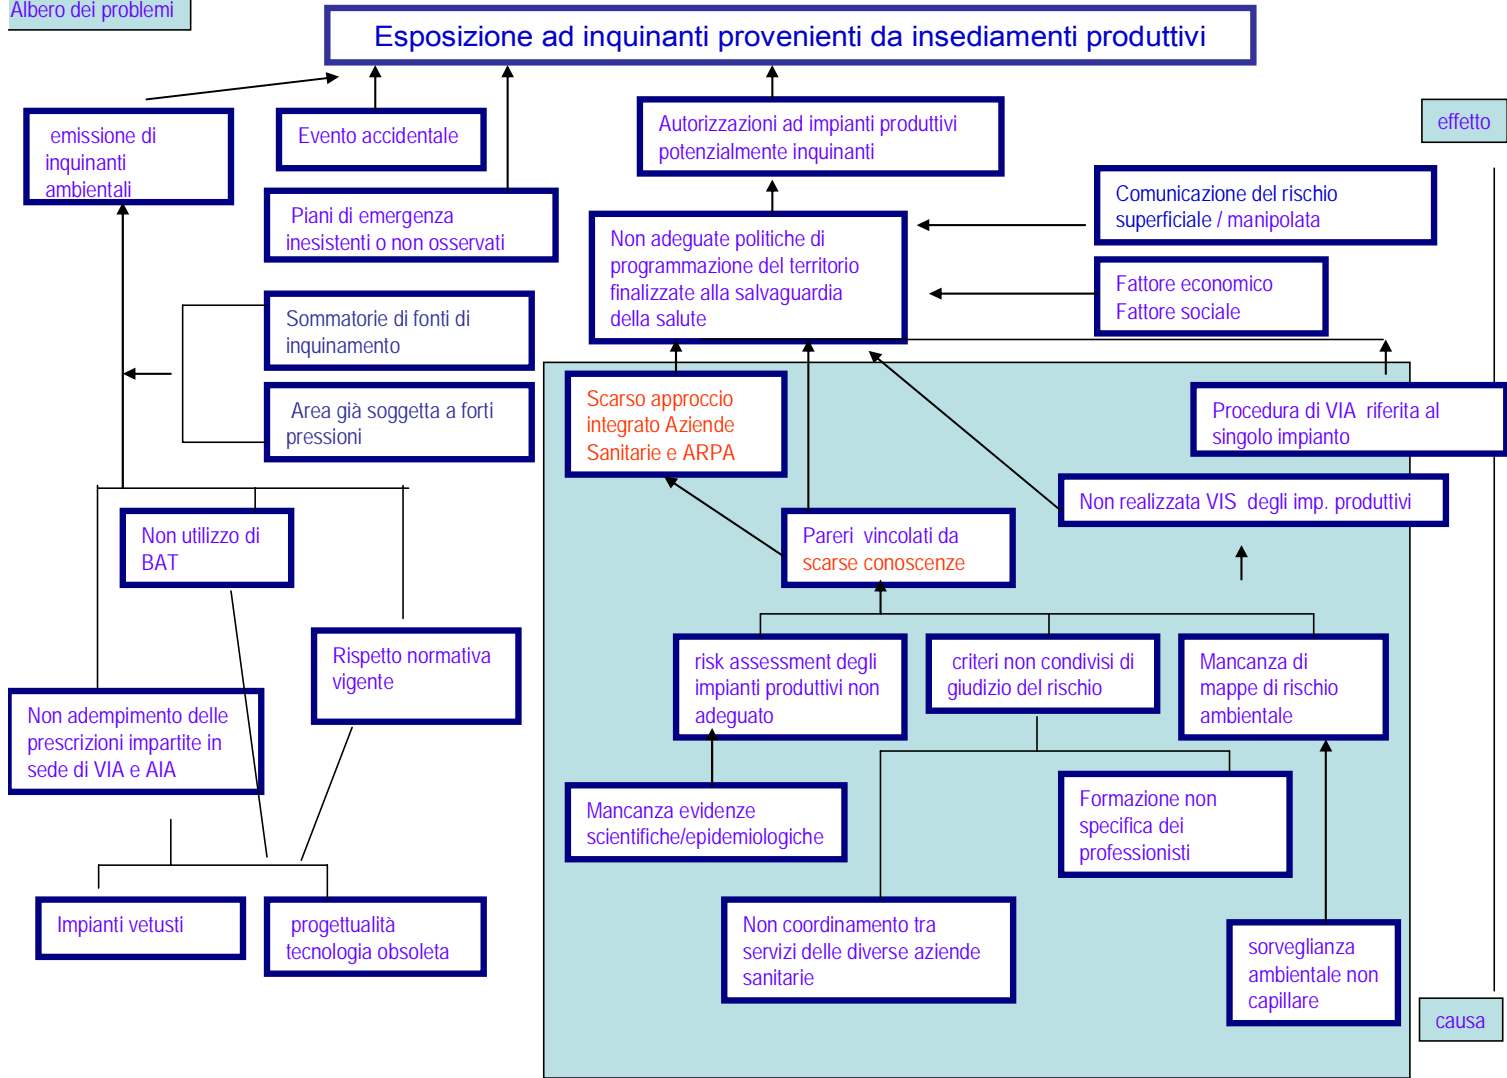 Albero dei problemi
Esposizione ad inquinanti provenienti da insediamenti produttivi
emissione di
inquinanti
ambientali
Evento accidentale
Autorizzazioni ad impianti produttivi
potenzialmente inquinanti
effetto
Piani di emergenza
inesistenti o non osservati
Non adeguate politiche di
programmazione del territorio
finalizzate alla salvaguardia
della salute
Comunicazione del rischio
superficiale / manipolata
Fattore economico
Fattore sociale
Sommatorie di fonti di
inquinamento
Area già soggetta a forti
pressioni
Scarso approccio
integrato Aziende
Sanitarie e ARPA
Procedura di VIA riferita al
singolo impianto
Non realizzata VIS degli imp. produttivi
Non utilizzo di
BAT
Pareri vincolati da
scarse conoscenze
Rispetto normativa
vigente
risk assessment degli
impianti produttivi non
adeguato
criteri non condivisi di
giudizio del rischio
Mancanza di
mappe di rischio
ambientale
Non adempimento delle
prescrizioni impartite in
sede di VIA e AIA
Mancanza evidenze
scientifiche/epidemiologiche
Formazione non
specifica dei
professionisti
Impianti vetusti
progettualità
tecnologia obsoleta
Non coordinamento tra
servizi delle diverse aziende
sanitarie
sorveglianza
ambientale non
capillare
causa